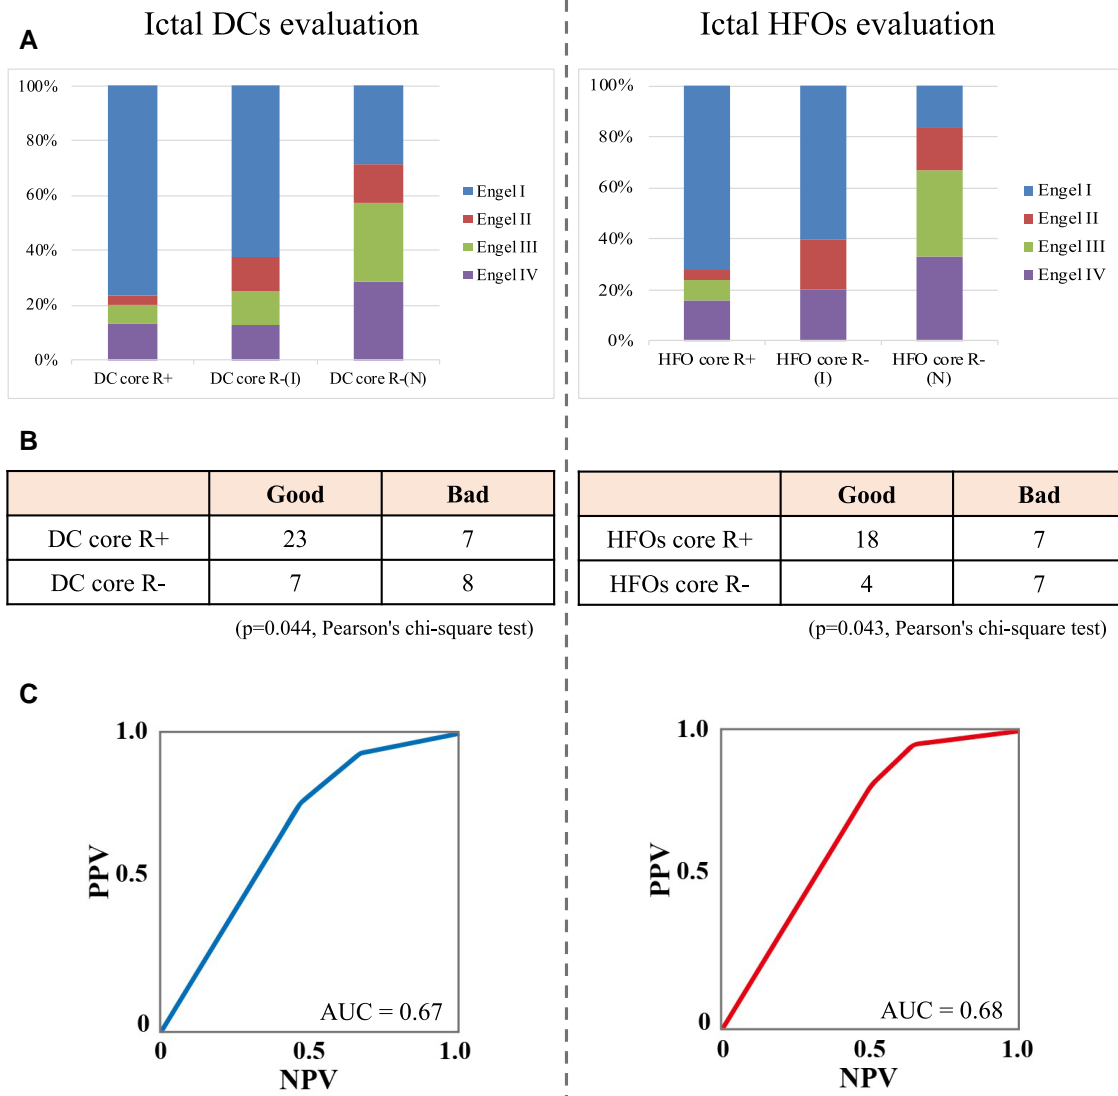 Ictal DCs evaluation
Ictal HFOs evaluation
A
100%
80%
60%
40%
20%
0%
DC core R+
DC core R-(I)
DC core R-(N)
Engel I
Engel II
Engel III
Engel IV
100%
80%
60%
40%
20%
0%
HFO core R+
HFO core R-
(I)
HFO core R-
(N)
Engel I
Engel II
Engel III
Engel IV
B
Good Bad
DC core R+ 23 7
DC core R- 7 8
(p=0.044, Pearson's chi-square test)
Good Bad
HFOs core R+ 18 7
HFOs core R- 4 7
(p=0.043, Pearson's chi-square test)
C
1.0
PPV
0.5
0
AUC = 0.67
0 0.5 1.0
NPV
1.0
PPV
0.5
0
AUC = 0.68
0 0.5 1.0
NPV